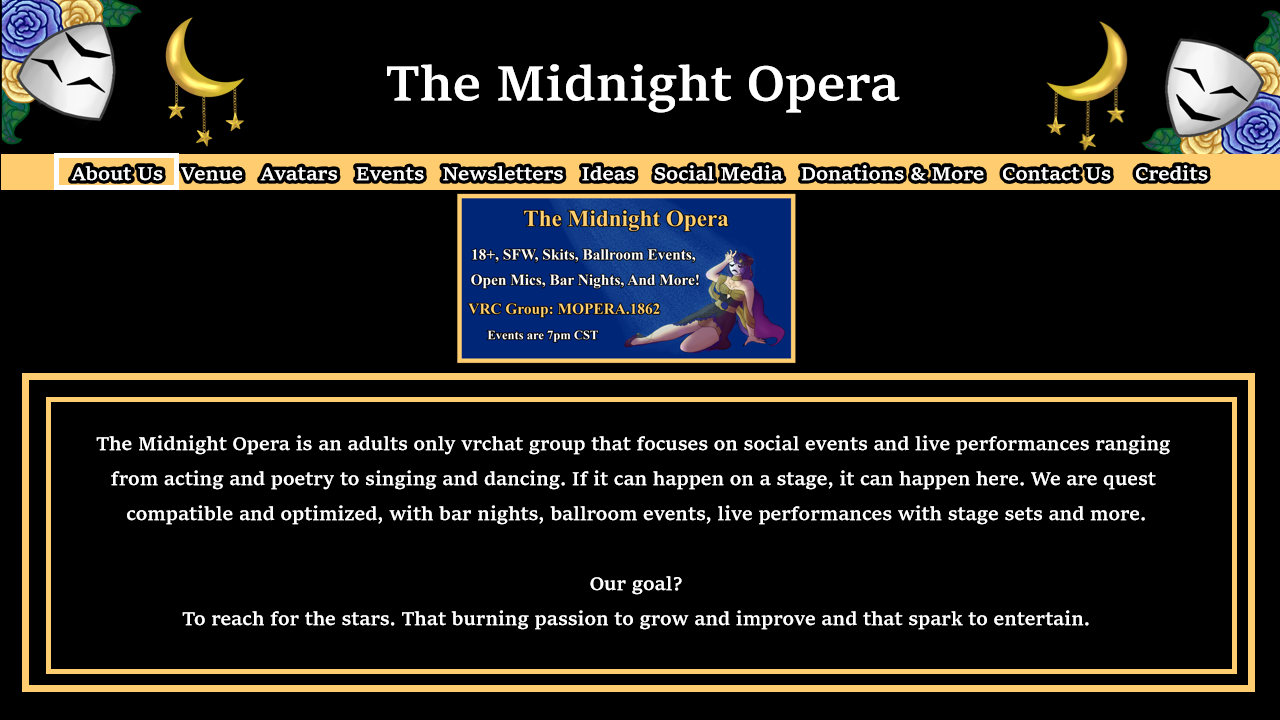 The Midnight Opera
About Us Venue Avatars Events Newsletters Ideas Social Media Donations & More Contact Us Credits
The Midnight Opera
18+, SFW, Skits, Ballroom Events,
Open Mics, Bar Nights, And More!
VRC Group: MOPERA.1862
Events are 7pm CST
The Midnight Opera is an adults only vrchat group that focuses on social events and live performances ranging
from acting and poetry to singing and dancing. If it can happen on a stage, it can happen here. We are quest
compatible and optimized, with bar nights, ballroom events, live performances with stage sets and more.
Our goal?
To reach for the stars. That burning passion to grow and improve and that spark to entertain.